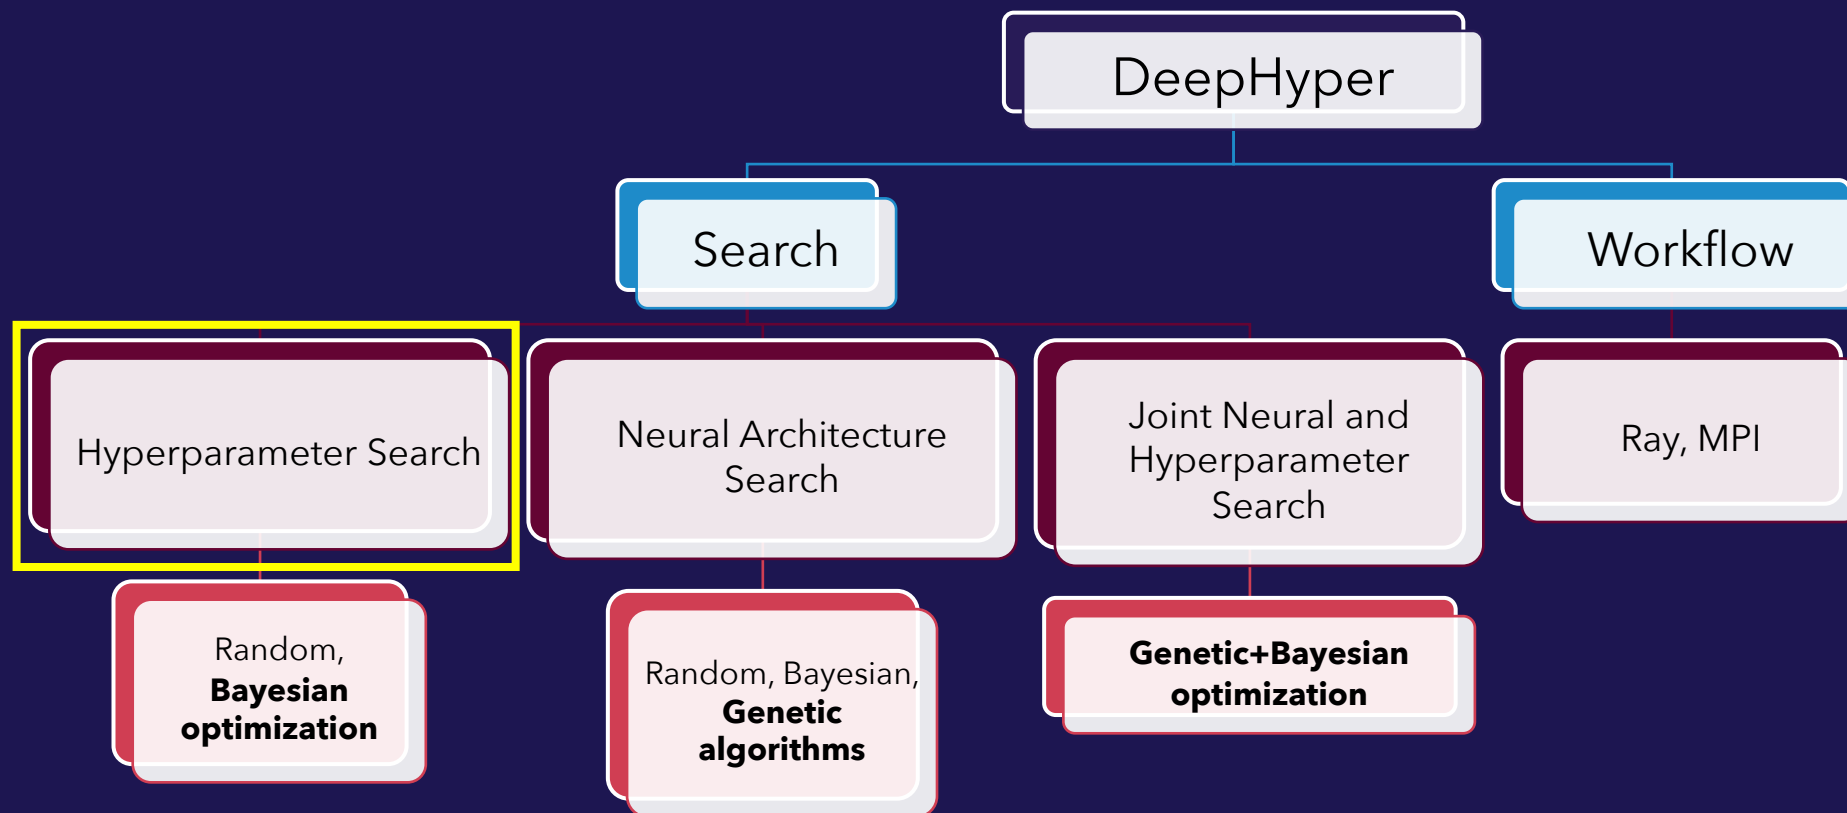 DeepHyper
Search
Workflow
Hyperparameter Search
Neural Architecture
Search
Joint Neural and
Hyperparameter
Search
Ray, MPI
Random,
Bayesian
optimization
Random, Bayesian,
Genetic
algorithms
Genetic+Bayesian
optimization